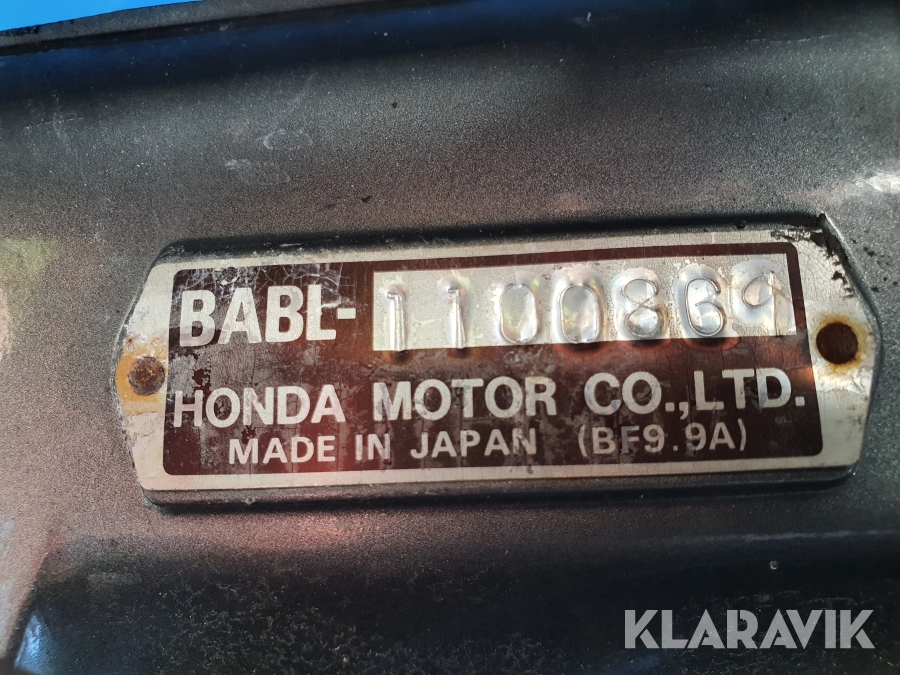 BABL-1100869
HONDA MOTOR CO.,LTD.
MADE IN JAPAN (BF9.9A)
KLARAVIK